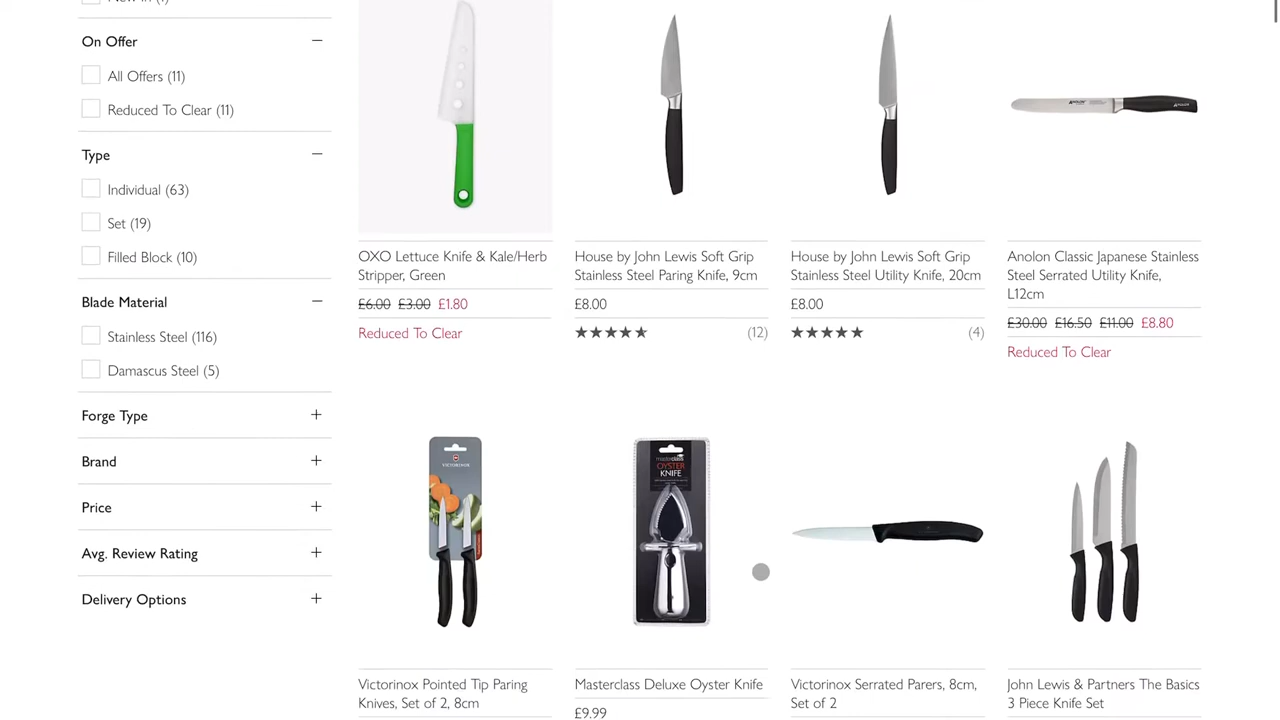 On Offer
All Offers (11)
Reduced To Clear (11)
Type
Individual (63)
Set (19)
Filled Block (10)
Blade Material
Stainless Steel (116)
Damascus Steel (5)
Forge Type
Brand
Price
Avg. Review Rating
Delivery Options
OXO Lettuce Knife & Kale/Herb
Stripper, Green
£6.00 £3.00 £1.80
Reduced To Clear
House by John Lewis Soft Grip
Stainless Steel Paring Knife, 9cm
£8.00
(12)
House by John Lewis Soft Grip
Stainless Steel Utility Knife, 20cm
£8.00
(4)
Anolon Classic Japanese Stainless
Steel Serrated Utility Knife,
L12cm
£30.00 £16.50 £11.00 £8.80
Reduced To Clear
VICTORINOX
Victorinox Pointed Tip Paring
Knives, Set of 2, 8cm
masterclass
OYSTER
KNIFE
Masterclass Deluxe Oyster Knife
£9.99
Victorinox Serrated Parers, 8cm,
Set of 2
John Lewis & Partners The Basics
3 Piece Knife Set